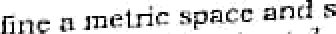 fine a metric space and s